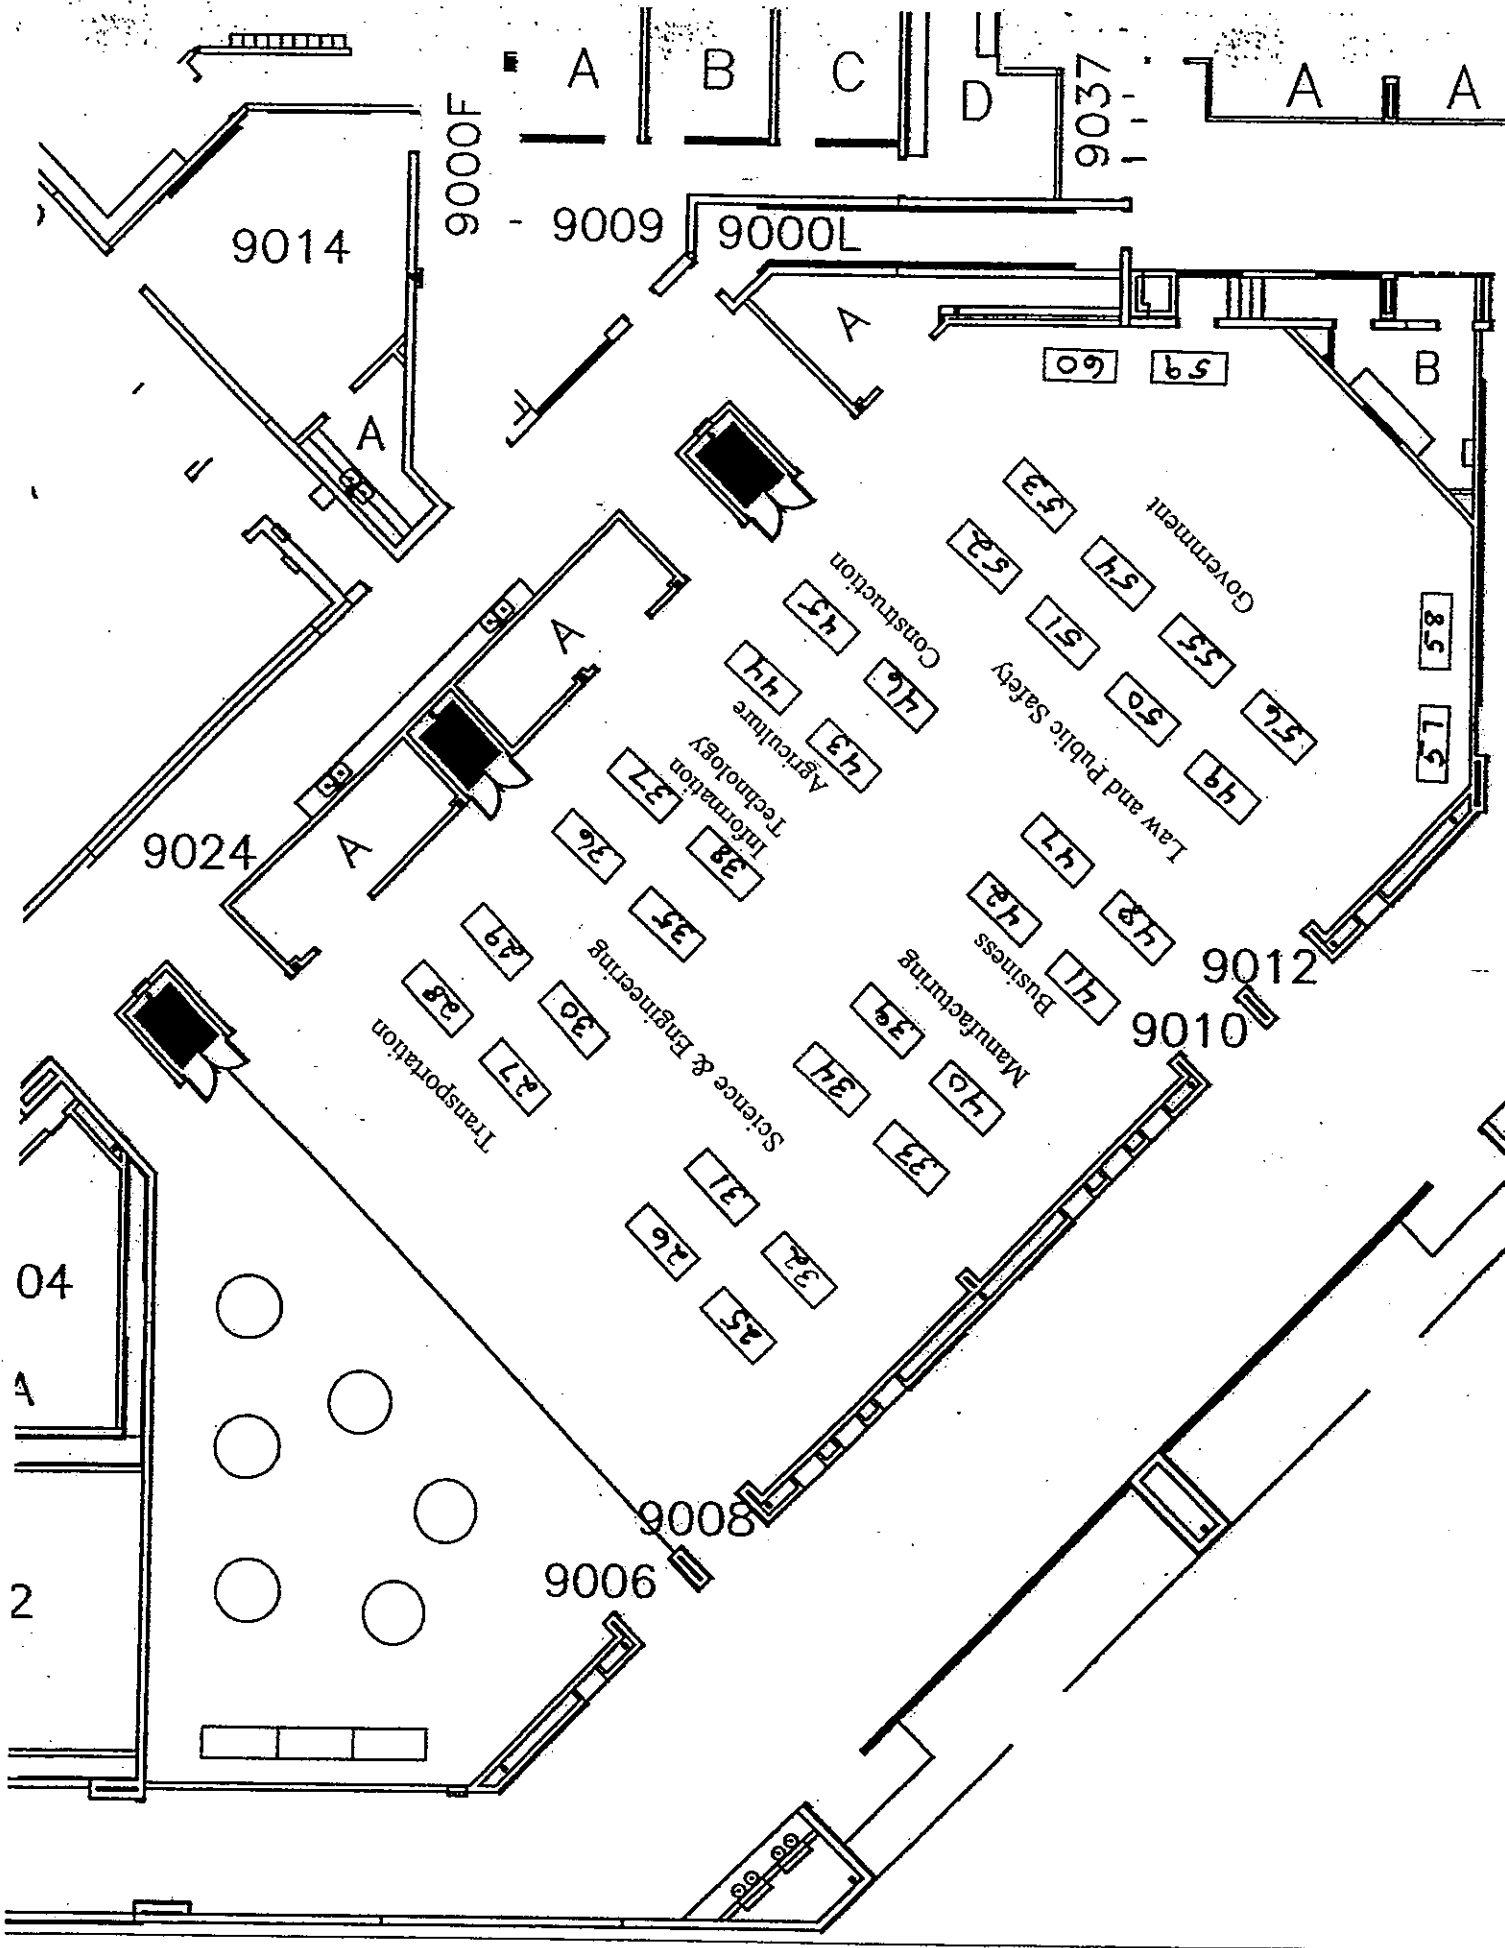 A
B
C
D
9037
A
A
9000F
9014
9009
9000L
A
B
A
60
59
53
Government
52
54
Construction
45
51
55
58
A
44
46
Law and Public Safety
50
56
57
Agriculture
43
49
Information
Technology
37
38
47
9024
A
36
42
48
35
29
Business
41
9012
Manufacturing
39
9010
28
30
Science & Engineering
34
40
Transportation
27
33
31
26
32
04
25
A
9008
9006
2